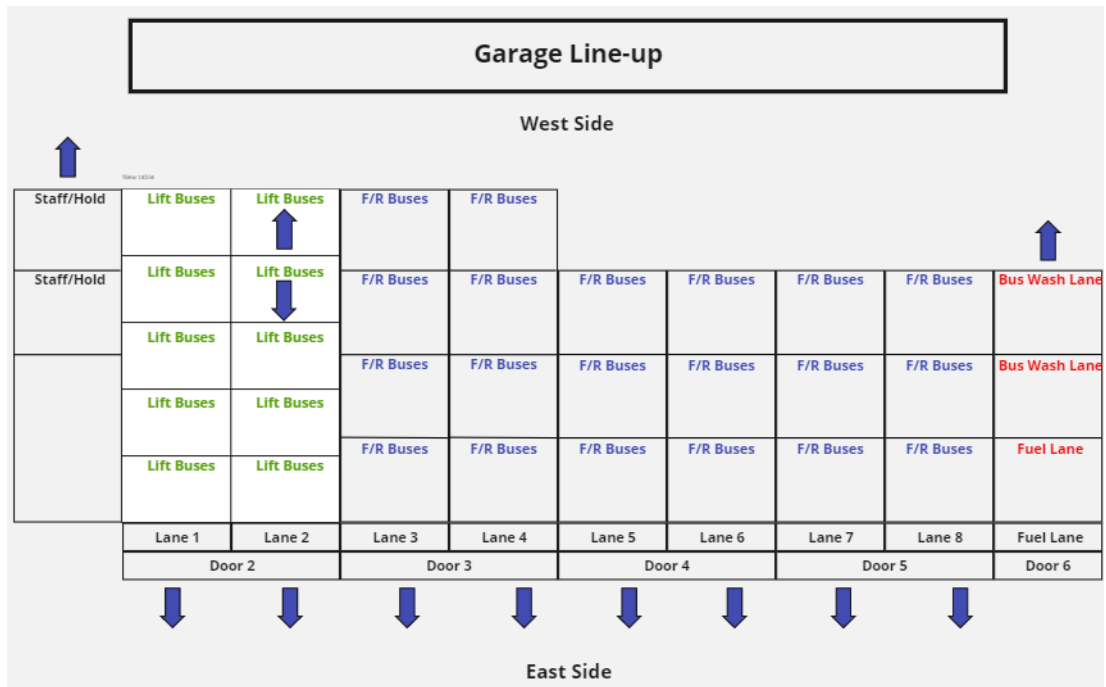 Garage Line-up
West Side
New table
Staff/Hold Lift Buses Lift Buses F/R Buses F/R Buses
Lift Buses Lift Buses
Staff/Hold F/R Buses F/R Buses F/R Buses F/R Buses F/R Buses F/R Buses Bus Wash Lane
Lift Buses Lift Buses
F/R Buses F/R Buses F/R Buses F/R Buses F/R Buses F/R Buses Bus Wash Lane
Lift Buses Lift Buses
F/R Buses F/R Buses F/R Buses F/R Buses F/R Buses F/R Buses Fuel Lane
Lift Buses Lift Buses
Lane 1 Lane 2 Lane 3 Lane 4 Lane 5 Lane 6 Lane 7 Lane 8 Fuel Lane
Door 2 Door 3 Door 4 Door 5 Door 6
East Side